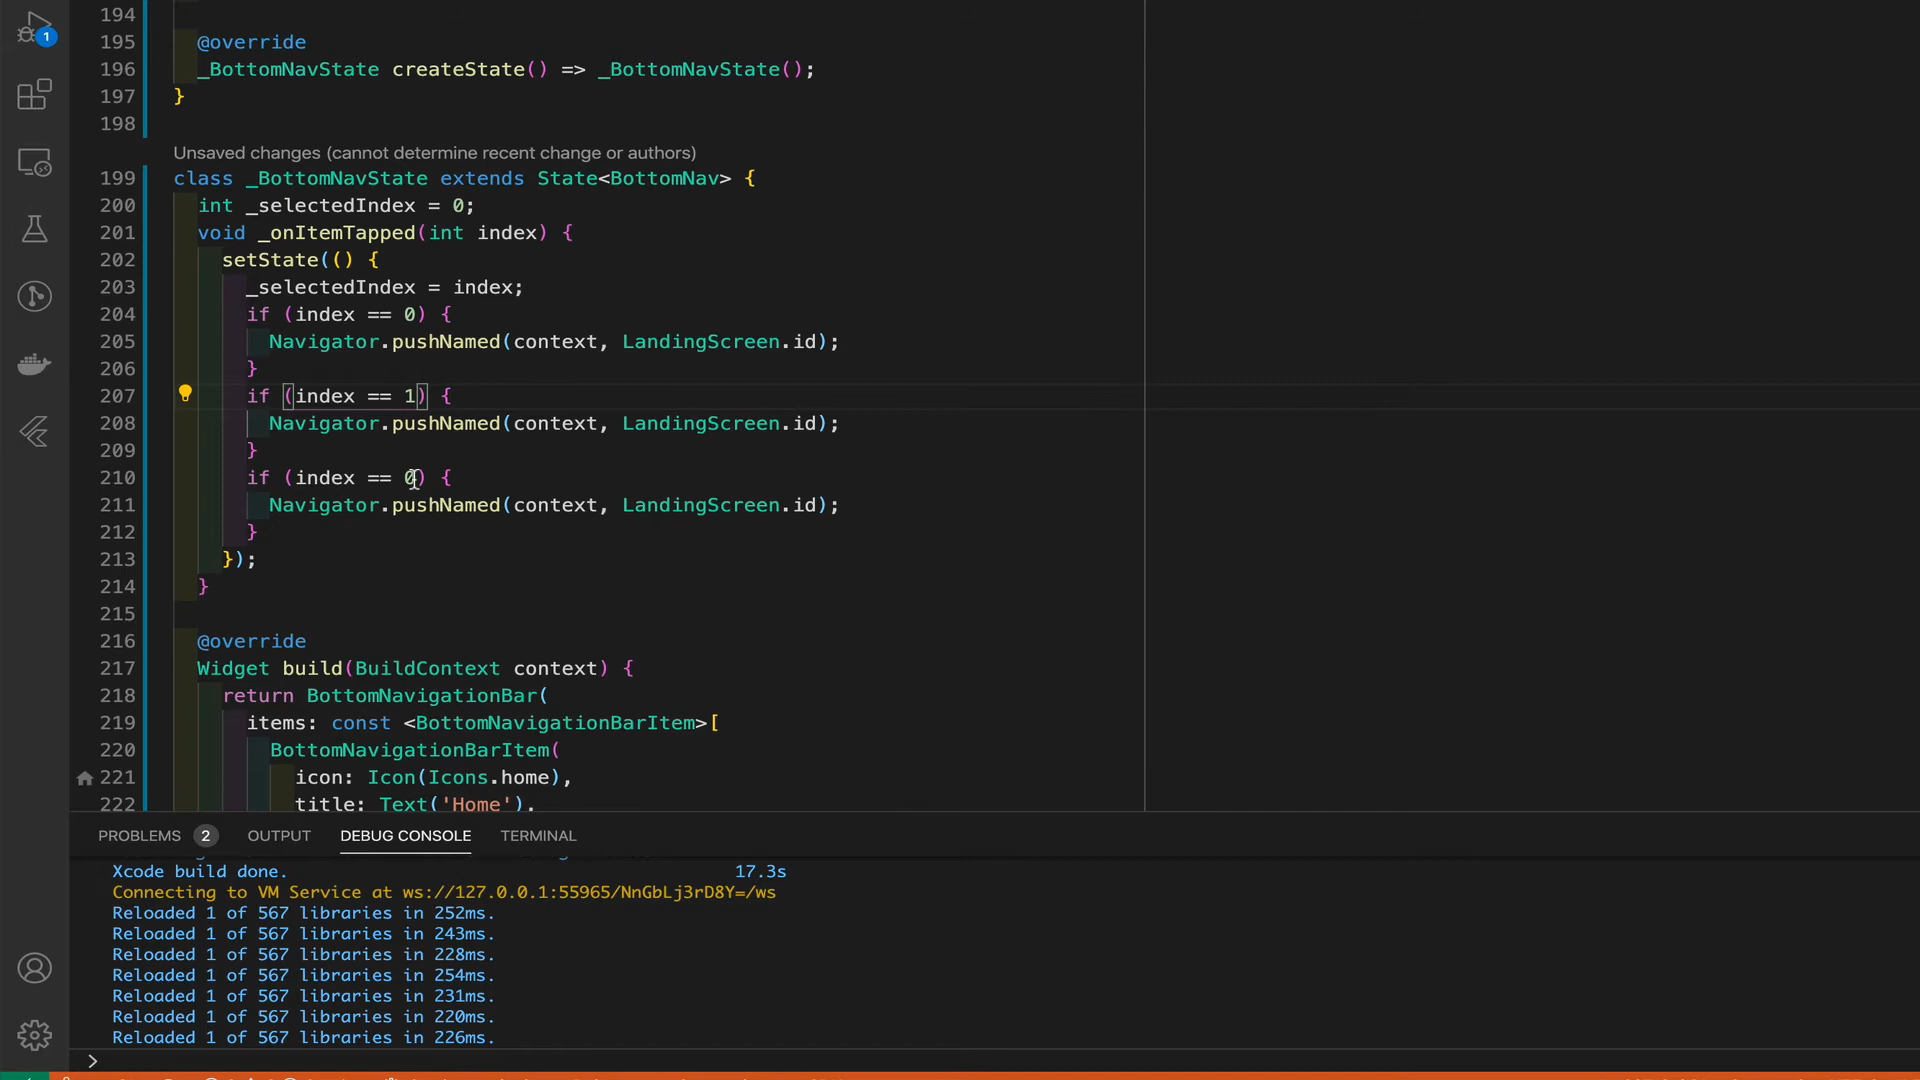 194
195 @override
196 _BottomNavState createState() => _BottomNavState();
197 }
198
Unsaved changes (cannot determine recent change or authors)
199 class _BottomNavState extends State<BottomNav> {
200 int _selectedIndex = 0;
201 void _onItemTapped(int index) {
202 setState(() {
203 _selectedIndex = index;
204 if (index == 0) {
205 Navigator.pushNamed(context, LandingScreen.id);
206 }
207 if (index == 1) {
208 Navigator.pushNamed(context, LandingScreen.id);
209 }
210 if (index == 0) {
211 Navigator.pushNamed(context, LandingScreen.id);
212 }
213 });
214 }
215
216 @override
217 Widget build(BuildContext context) {
218 return BottomNavigationBar(
219 items: const <BottomNavigationBarItem>[
220 BottomNavigationBarItem(
221 icon: Icon(Icons.home),
222 title: Text('Home'),
1
PROBLEMS 2 OUTPUT DEBUG CONSOLE TERMINAL
Xcode build done. 17.3s
Connecting to VM Service at ws://127.0.0.1:55965/NnGbLj3rD8Y=/ws
Reloaded 1 of 567 libraries in 252ms.
Reloaded 1 of 567 libraries in 243ms.
Reloaded 1 of 567 libraries in 228ms.
Reloaded 1 of 567 libraries in 254ms.
Reloaded 1 of 567 libraries in 231ms.
Reloaded 1 of 567 libraries in 220ms.
Reloaded 1 of 567 libraries in 226ms.
>